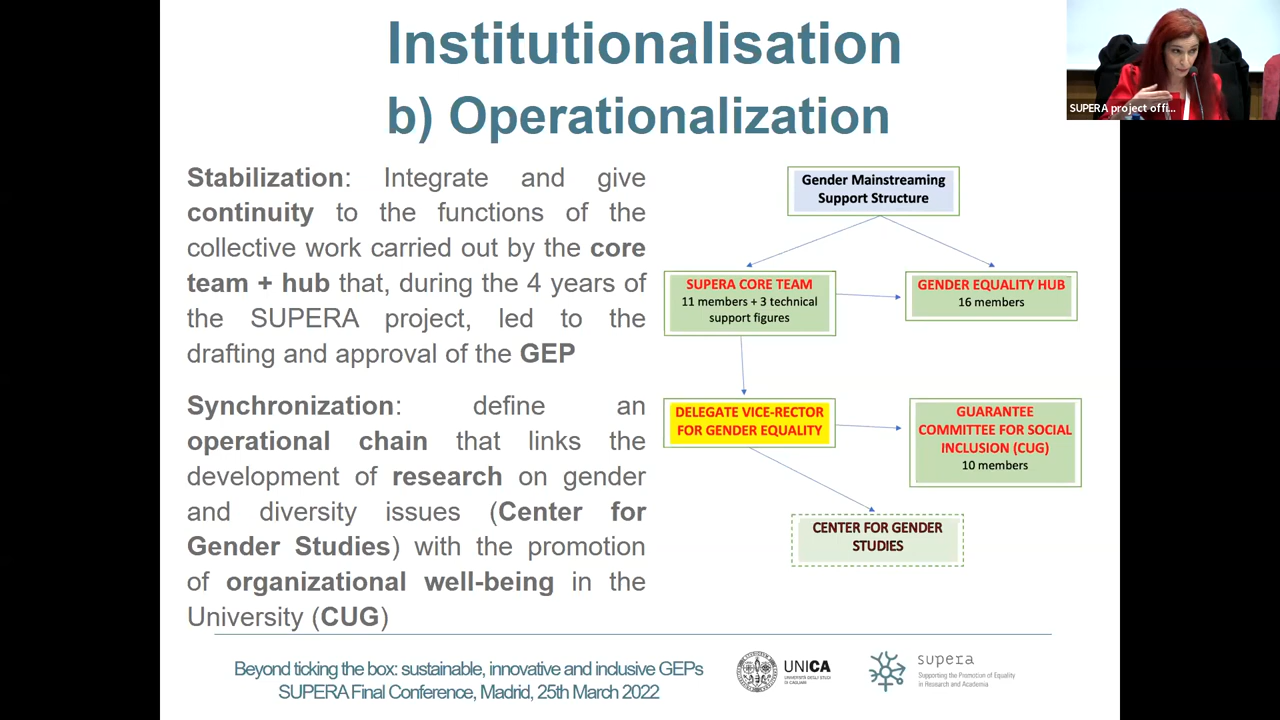 Institutionalisation
b) Operationalization
SUPERA project offi...
Stabilization: Integrate and give
continuity to the functions of the
collective work carried out by the core
team + hub that, during the 4 years of
the SUPERA project, led to the
drafting and approval of the GEP
Synchronization: define an
operational chain that links the
development of research on gender
and diversity issues (Center for
Gender Studies) with the promotion
of organizational well-being in the
University (CUG)
Gender Mainstreaming
Support Structure
SUPERA CORE TEAM
11 members + 3 technical
support figures
GENDER EQUALITY HUB
16 members
DELEGATE VICE-RECTOR
FOR GENDER EQUALITY
GUARANTEE
COMMITTEE FOR SOCIAL
INCLUSION (CUG)
10 members
CENTER FOR GENDER
STUDIES
Beyond ticking the box: sustainable, innovative and inclusive GEPs
SUPERA Final Conference, Madrid, 25th March 2022
UNICA
UNIVERSITÀ DEGLI STUDI
DI CAGLIARI
supera
Supporting the Promotion of Equality
in Research and Academia